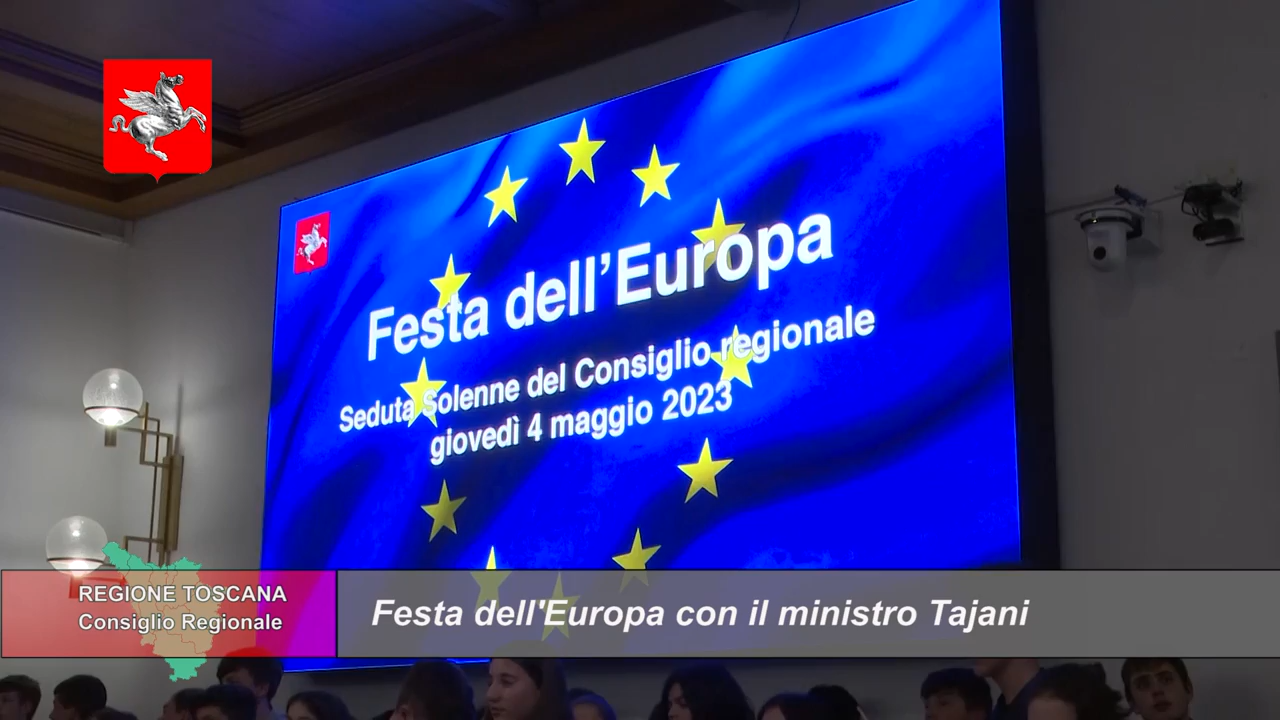 Festa dell’Europa
Seduta Solenne del Consiglio regionale
giovedì 4 maggio 2023
REGIONE TOSCANA
Consiglio Regionale
Festa dell'Europa con il ministro Tajani